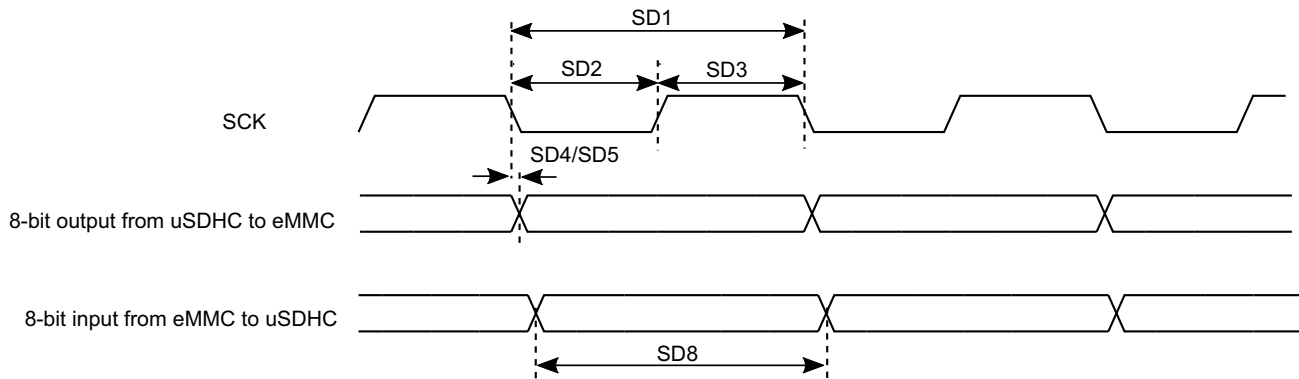 SD1
SD2
SD3
SCK
SD4/SD5
8-bit output from uSDHC to eMMC
8-bit input from eMMC to uSDHC
SD8